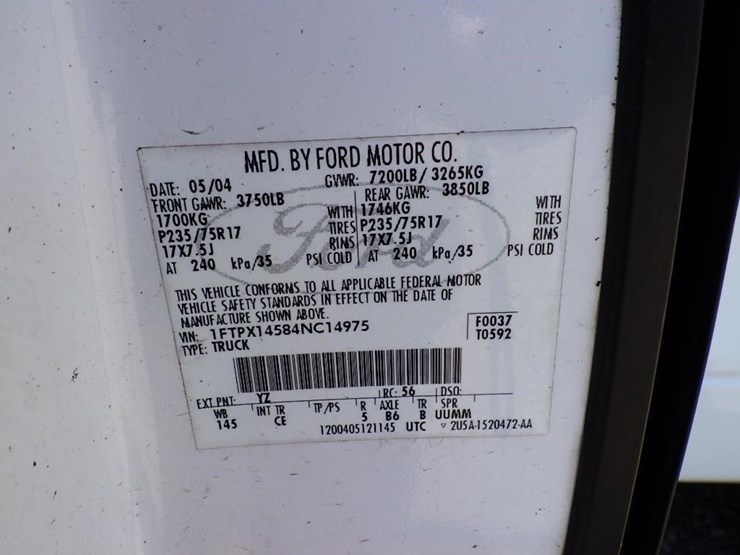 MFD. BY FORD MOTOR CO.
DATE: 05/04 GVWR: 7200LB/ 3265KG
FRONT GAWR: 3750LB REAR GAWR: 3850LB
1700KG WITH 1746KG WITH
P235/75R17 TIRES P235/75R17 TIRES
17X7.5J RIMS 17X7.5J RIMS
AT 240 kPa/35 PSI COLD AT 240 kPa/35 PSI COLD
Ford
THIS VEHICLE CONFORMS TO ALL APPLICABLE FEDERAL MOTOR
VEHICLE SAFETY STANDARDS IN EFFECT ON THE DATE OF
MANUFACTURE SHOWN ABOVE.
VIN: 1FTPX14584NC14975 F0037
TYPE: TRUCK T0592
EXT PNT: YZ RC: 56 DSO:
WB INT TR TP/PS R AXLE TR SPR
145 CE 5 B6 B UUMM
1200405121145 UTC 2U5A-1520472-AA